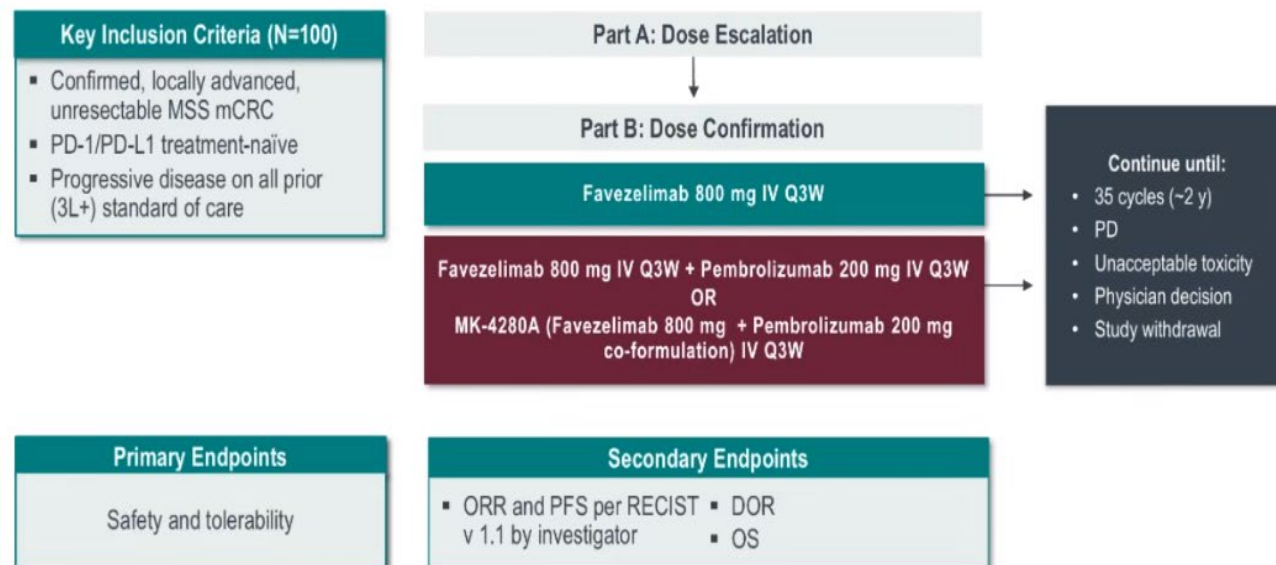 Key Inclusion Criteria (N=100)
▪ Confirmed, locally advanced,
unresectable MSS mCRC
▪ PD-1/PD-L1 treatment-naïve
▪ Progressive disease on all prior
(3L+) standard of care
Part A: Dose Escalation
Part B: Dose Confirmation
Favezelimab 800 mg IV Q3W
Favezelimab 800 mg IV Q3W + Pembrolizumab 200 mg IV Q3W
OR
MK-4280A (Favezelimab 800 mg + Pembrolizumab 200 mg
co-formulation) IV Q3W
Continue until:
• 35 cycles (~2 y)
• PD
• Unacceptable toxicity
• Physician decision
• Study withdrawal
Primary Endpoints
Safety and tolerability
Secondary Endpoints
▪ ORR and PFS per RECIST
v 1.1 by investigator
▪ DOR
▪ OS